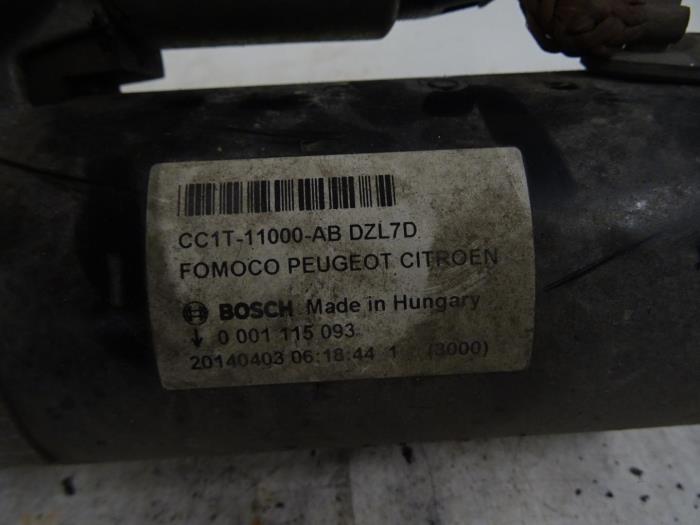 CC1T-11000-AB DZL7D
FOMOCO PEUGEOT CITROEN
BOSCH Made in Hungary
↓ 0 001 115 093
20140403 06:18:44 1 (3000)